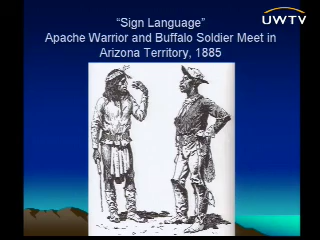 UWTV
“Sign Language”
Apache Warrior and Buffalo Soldier Meet in
Arizona Territory, 1885